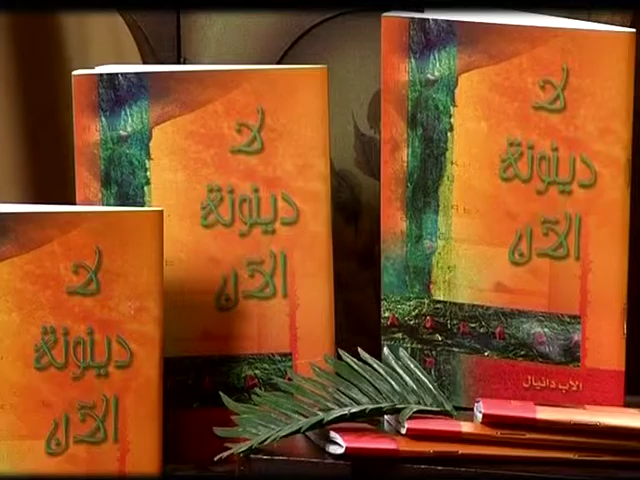 لا
دينونة
الآن
لا
دينونة
الآن
الأب دانيال
لا
دينونة
الآن